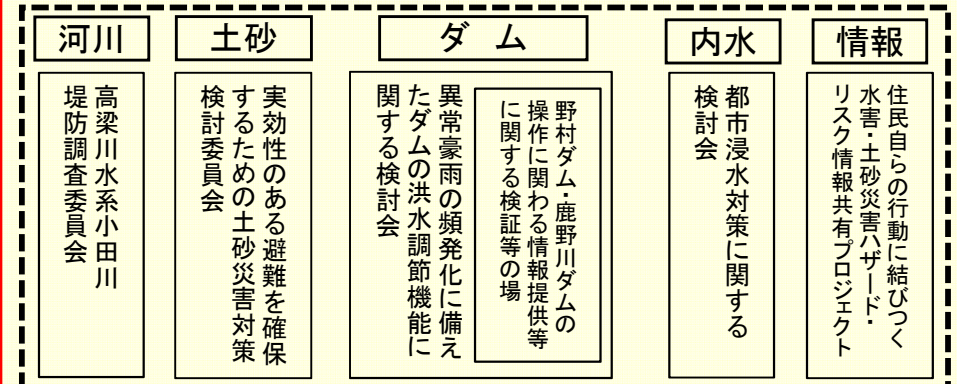 河川
高梁川水系小田川
堤防調査委員会
土砂
実効性のある避難を確保
するための土砂災害対策
検討委員会
ダム
野村ダム・鹿野川ダムの
操作に関わる情報提供等
に関する検証等の場
異常豪雨の頻発化に備え
たダムの洪水調節機能に
関する検討会
内水
都市浸水対策に関する
検討会
情報
住民自らの行動に結びつく
水害・土砂災害ハザード・
リスク情報共有プロジェクト